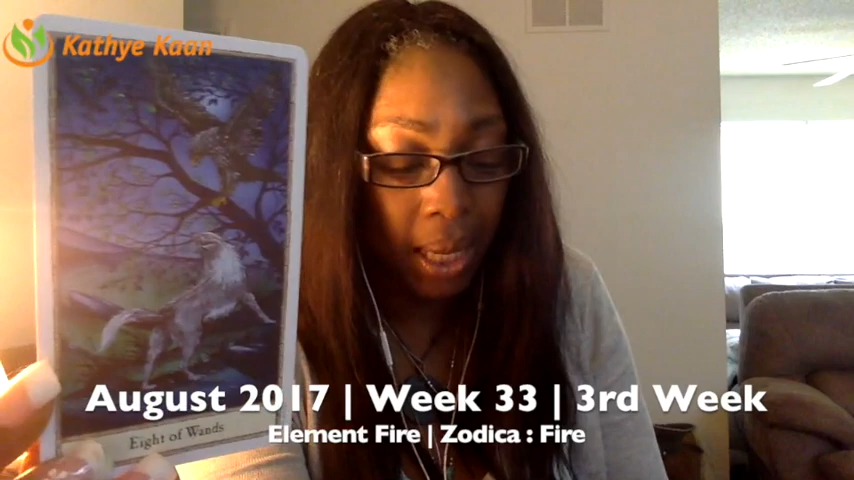 Kathye Kaan
Eight of Wands
August 2017 | Week 33 | 3rd Week
Element Fire | Zodica : Fire